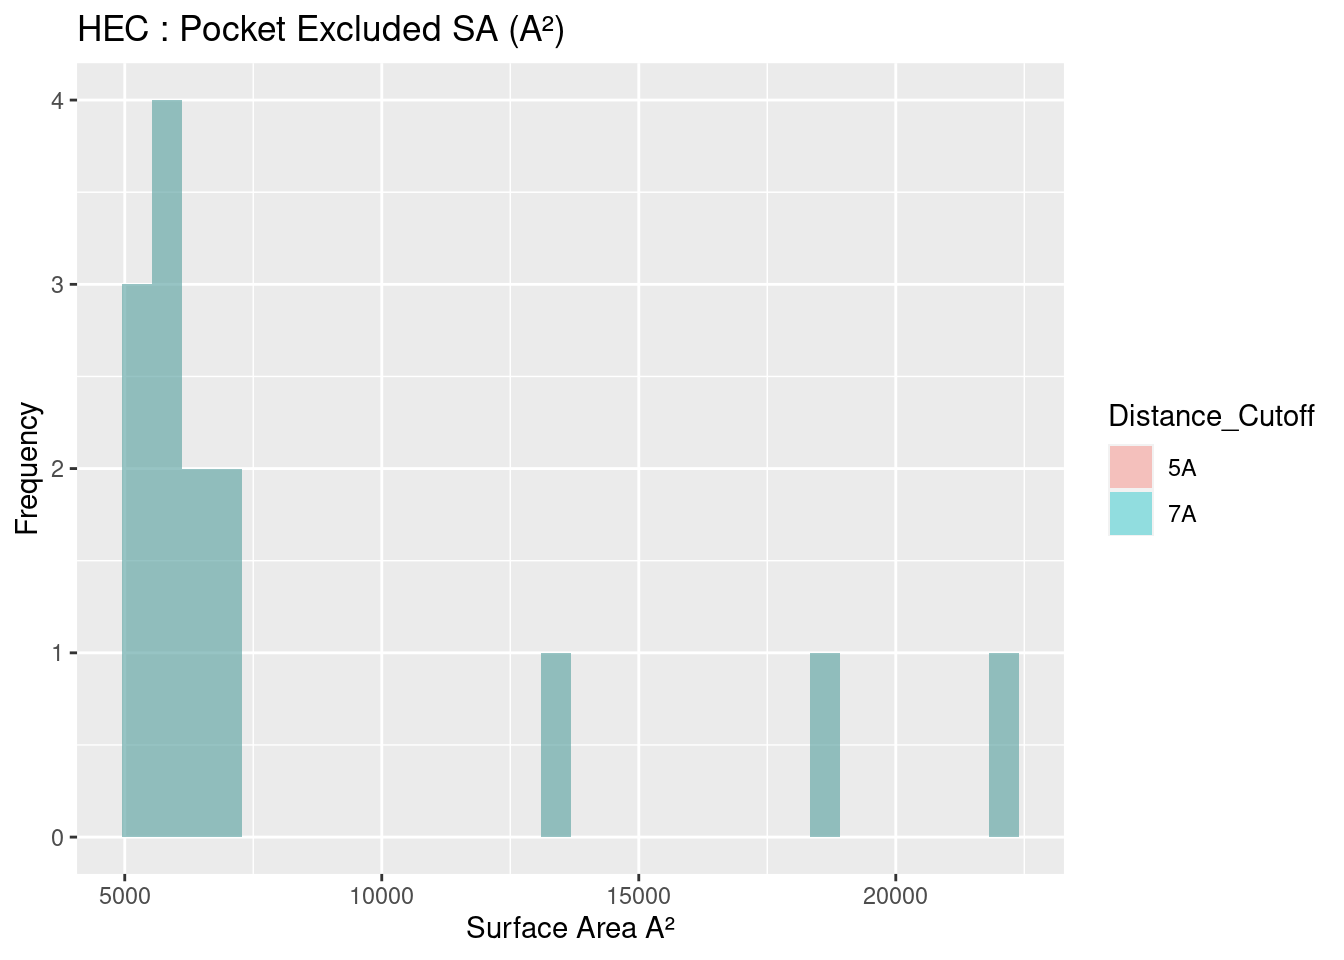 HEC : Pocket Excluded SA (A²)
4
3
2
1
0
Frequency
5000 10000 15000 20000
Surface Area A²
Distance_Cutoff
5A
7A